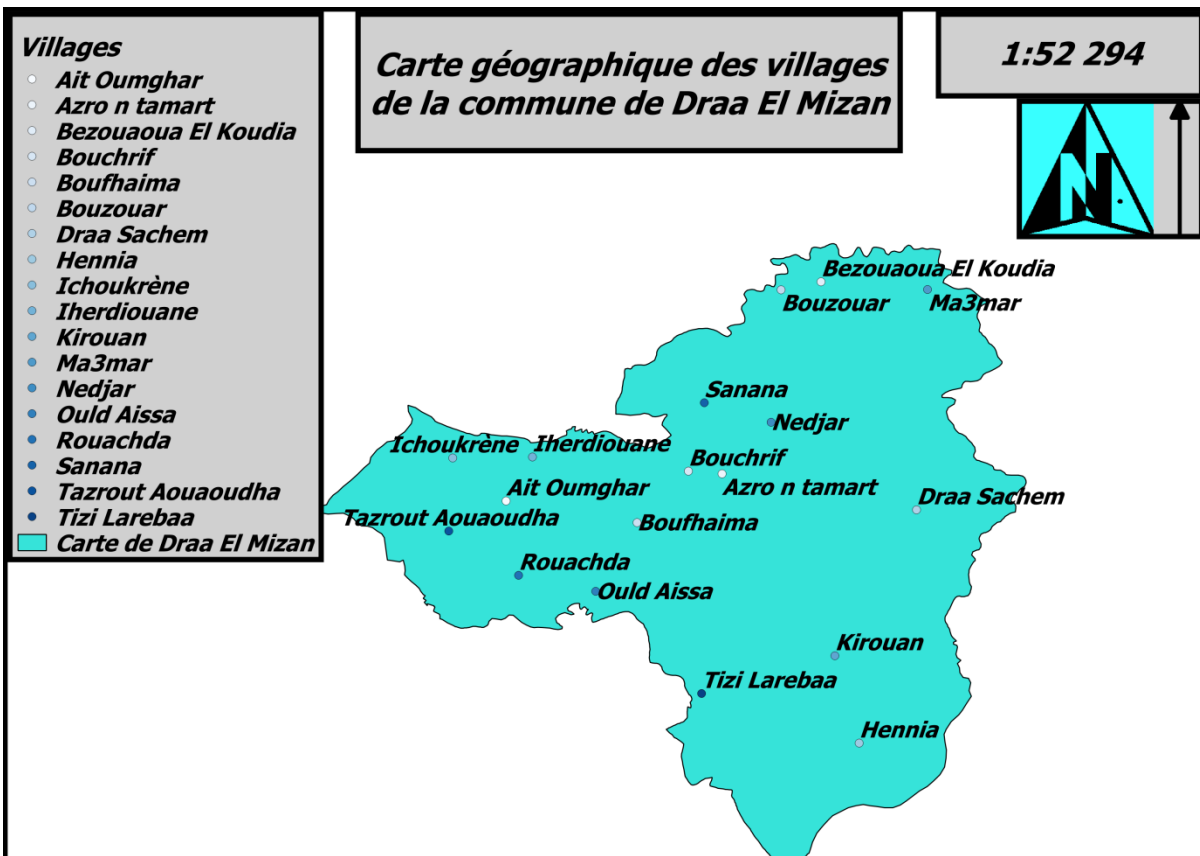 Villages
Ait Oumghar
Azro n tamart
Bezouaoua El Koudia
Bouchrif
Boufhaima
Bouzouar
Draa Sachem
Hennia
Ichoukrène
Iherdiouane
Kirouan
Ma3mar
Nedjar
Ould Aissa
Rouachda
Sanana
Tazrout Aouaoudha
Tizi Larebaa
Carte de Draa El Mizan
Carte géographique des villages
de la commune de Draa El Mizan
1:52 294
N
Bezouaoua El Koudia
Bouzouar
Ma3mar
Sanana
Nedjar
Ichoukrène
Iherdiouane
Bouchrif
Azro n tamart
Ait Oumghar
Draa Sachem
Tazrout Aouaoudha
Boufhaima
Rouachda
Ould Aissa
Kirouan
Tizi Larebaa
Hennia